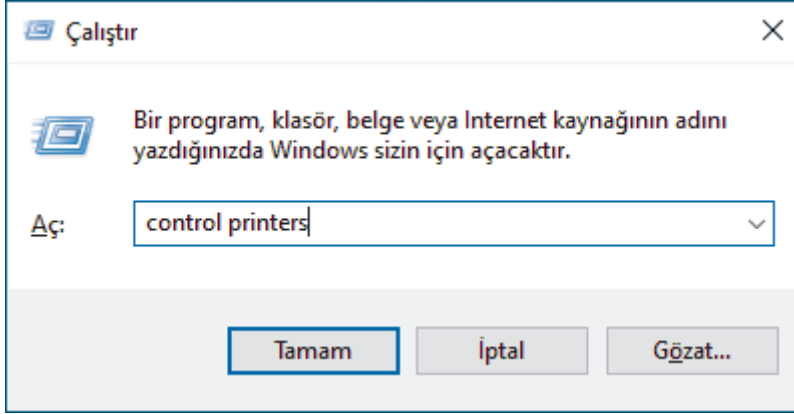 Çalıştır
Bir program, klasör, belge veya Internet kaynağının adını
yazdığınızda Windows sizin için açacaktır.
Aç:
control printers
Tamam
İptal
Gözat...